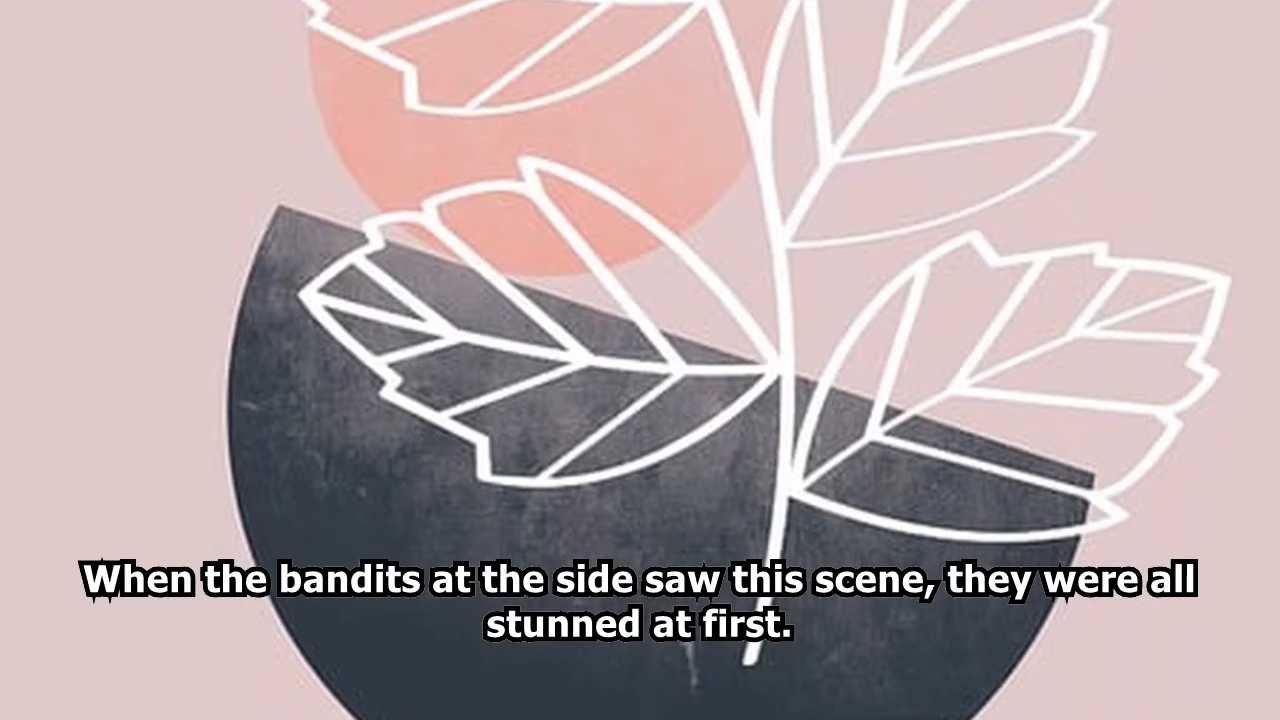 When the bandits at the side saw this scene, they were all
stunned at first.